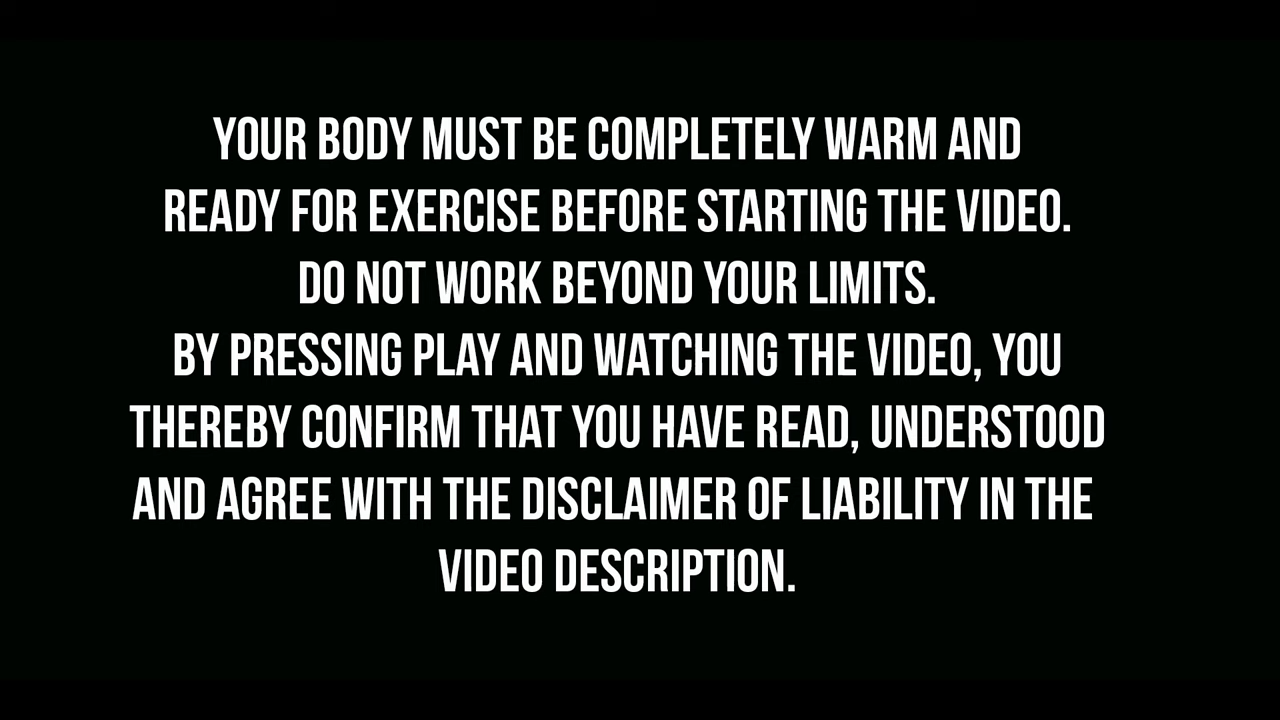 YOUR BODY MUST BE COMPLETELY WARM AND
READY FOR EXERCISE BEFORE STARTING THE VIDEO.
DO NOT WORK BEYOND YOUR LIMITS.
BY PRESSING PLAY AND WATCHING THE VIDEO, YOU
THEREBY CONFIRM THAT YOU HAVE READ, UNDERSTOOD
AND AGREE WITH THE DISCLAIMER OF LIABILITY IN THE
VIDEO DESCRIPTION.